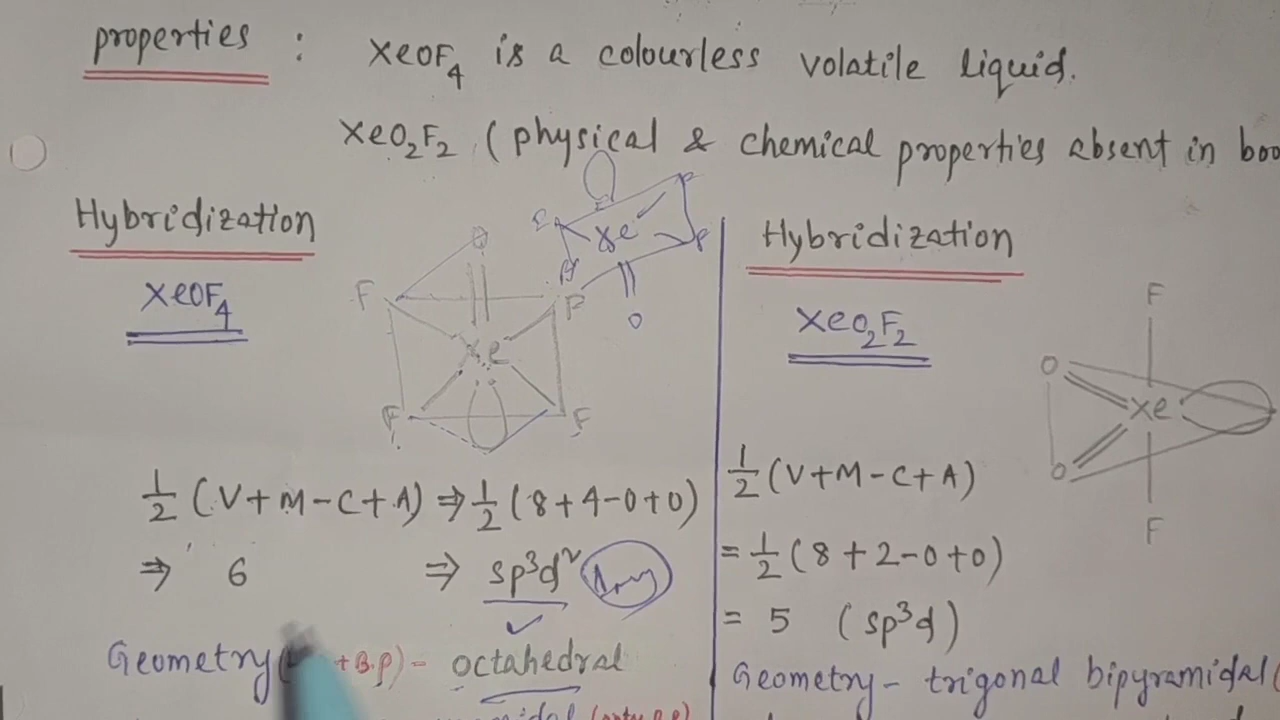 properties : XeOF4 is a colourless volatile liquid.
XeO2F2 (physical & chemical properties absent in boo
Hybridization
XeOF4
O
F F
Xe
F F
F F
Xe
F F
O
1/2 (V+M-C+A) ⇒ 1/2 (8+4-0+0)
⇒ 6 ⇒ sp³d² 1
Geometry ( +B.P) - octahedral
Hybridization
XeO2F2
F
O
Xe
O
F
1/2 (V+M-C+A)
= 1/2 (8+2-0+0)
= 5 (sp³d)
Geometry - trigonal bipyramidal (